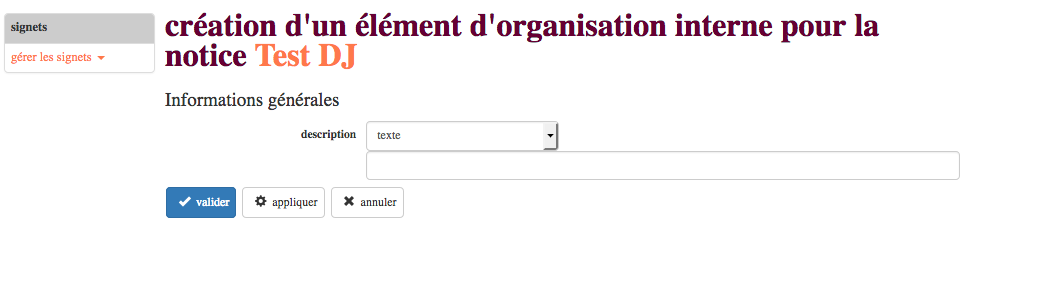 signets
gérer les signets
création d'un élément d'organisation interne pour la
notice Test DJ
Informations générales
description texte
valider appliquer annuler